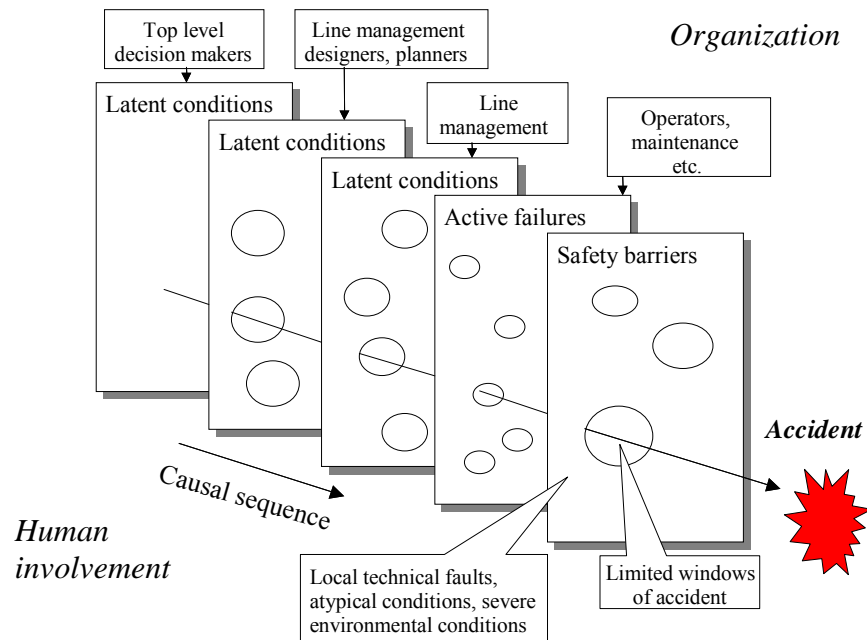 Top level
decision makers
Line management
designers, planners
Organization
Latent conditions
Line
management
Operators,
maintenance
etc.
Latent conditions
Latent conditions
Active failures
Safety barriers
Accident
Causal sequence
Human
involvement
Local technical faults,
atypical conditions, severe
environmental conditions
Limited windows
of accident